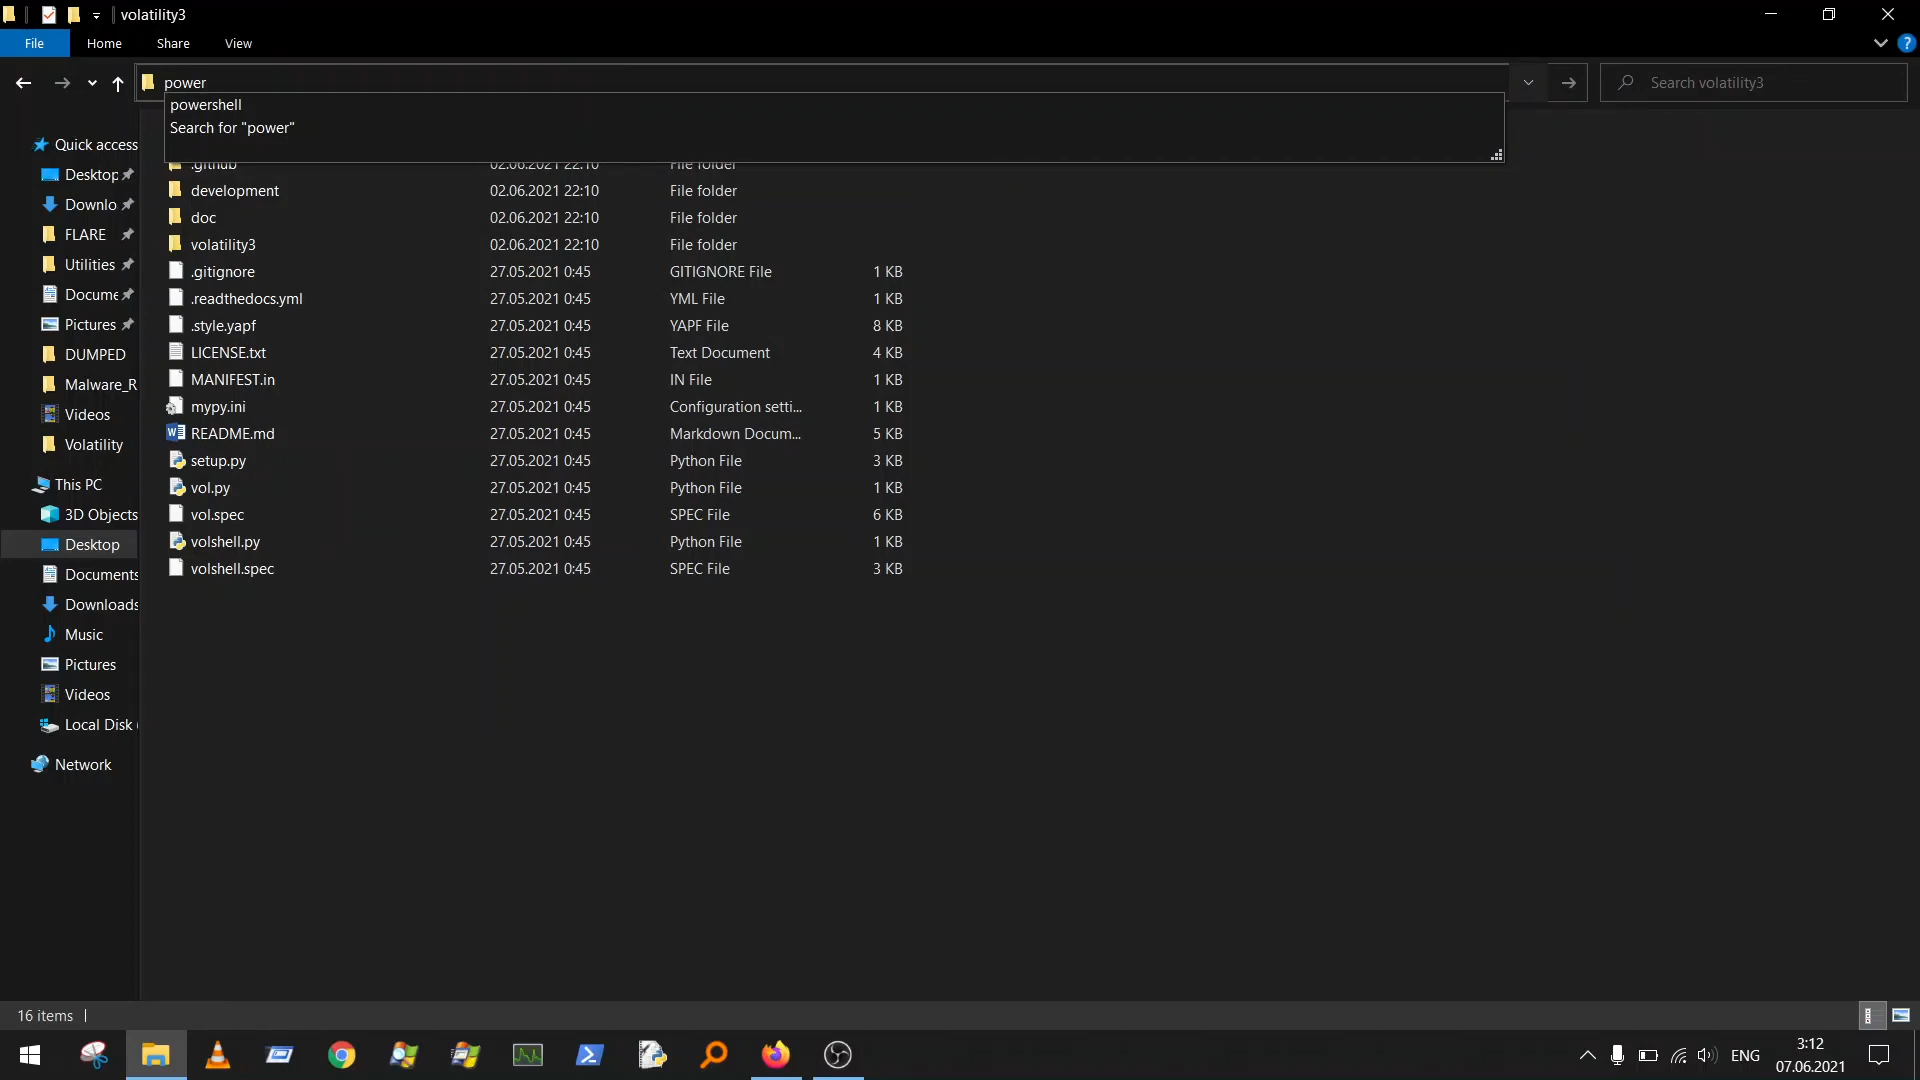 volatility3
File Home Share View
power
Search volatility3
powershell
Search for "power"
Quick access
Desktop
Downlo
FLARE
Utilities
Docume
Pictures
DUMPED
Malware_R
Videos
Volatility
This PC
3D Objects
Desktop
Documents
Downloads
Music
Pictures
Videos
Local Disk
Network
.github 02.06.2021 22:10 File folder
development 02.06.2021 22:10 File folder
doc 02.06.2021 22:10 File folder
volatility3 02.06.2021 22:10 File folder
.gitignore 27.05.2021 0:45 GITIGNORE File 1 KB
.readthedocs.yml 27.05.2021 0:45 YML File 1 KB
.style.yapf 27.05.2021 0:45 YAPF File 8 KB
LICENSE.txt 27.05.2021 0:45 Text Document 4 KB
MANIFEST.in 27.05.2021 0:45 IN File 1 KB
mypy.ini 27.05.2021 0:45 Configuration setti... 1 KB
README.md 27.05.2021 0:45 Markdown Docum... 5 KB
setup.py 27.05.2021 0:45 Python File 3 KB
vol.py 27.05.2021 0:45 Python File 1 KB
vol.spec 27.05.2021 0:45 SPEC File 6 KB
volshell.py 27.05.2021 0:45 Python File 1 KB
volshell.spec 27.05.2021 0:45 SPEC File 3 KB
16 items
ENG
3:12
07.06.2021